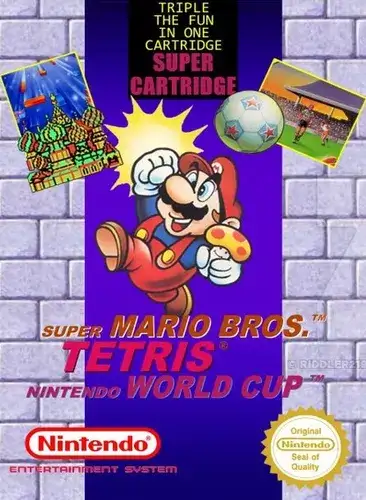 TRIPLE
THE FUN
IN ONE
CARTRIDGE
SUPER
CARTRIDGE
SUPER MARIO BROS.™
TETRIS®
© RIDDLER21
NINTENDO WORLD CUP™
Nintendo®
ENTERTAINMENT SYSTEM
Original
Nintendo
Seal of
Quality